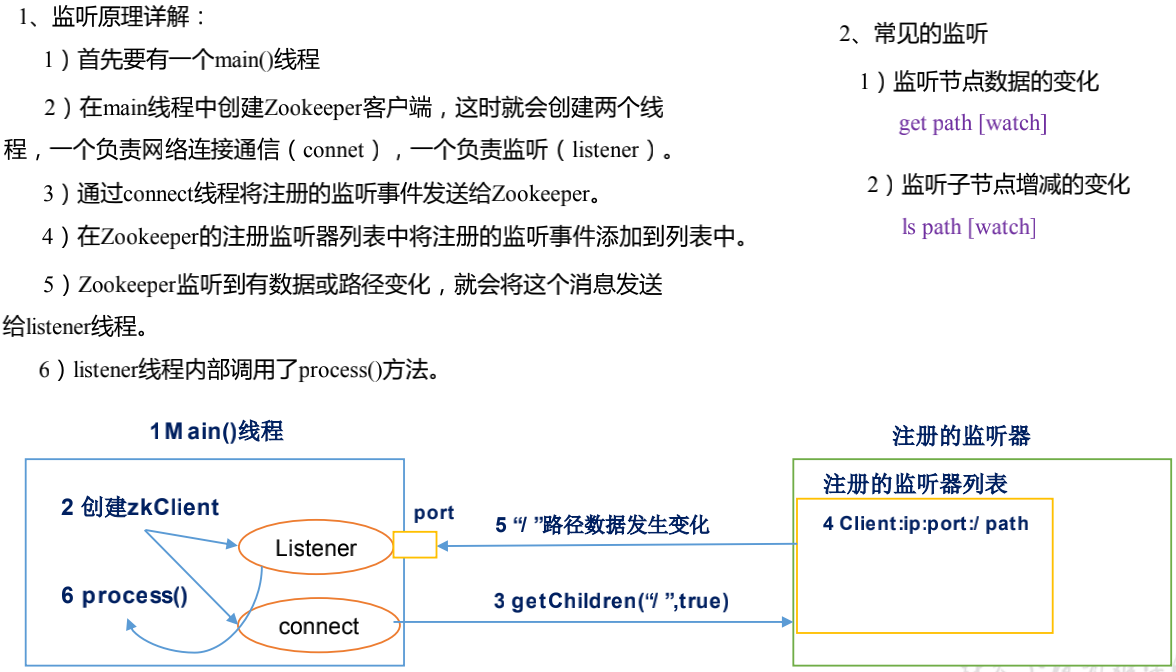 1、监听原理详解：
1）首先要有一个main()线程
2）在main线程中创建Zookeeper客户端，这时就会创建两个线
程，一个负责网络连接通信（connet），一个负责监听（listener）。
3）通过connect线程将注册的监听事件发送给Zookeeper。
4）在Zookeeper的注册监听器列表中将注册的监听事件添加到列表中。
5）Zookeeper监听到有数据或路径变化，就会将这个消息发送
给listener线程。
6）listener线程内部调用了process()方法。
2、常见的监听
1）监听节点数据的变化
get path [watch]
2）监听子节点增减的变化
ls path [watch]
1Main()线程
2 创建zkClient
Listener
6 process()
connect
port
5 “/ ”路径数据发生变化
3 getChildren(“/ ”,true)
注册的监听器
注册的监听器列表
4 Client:ip:port:/ path